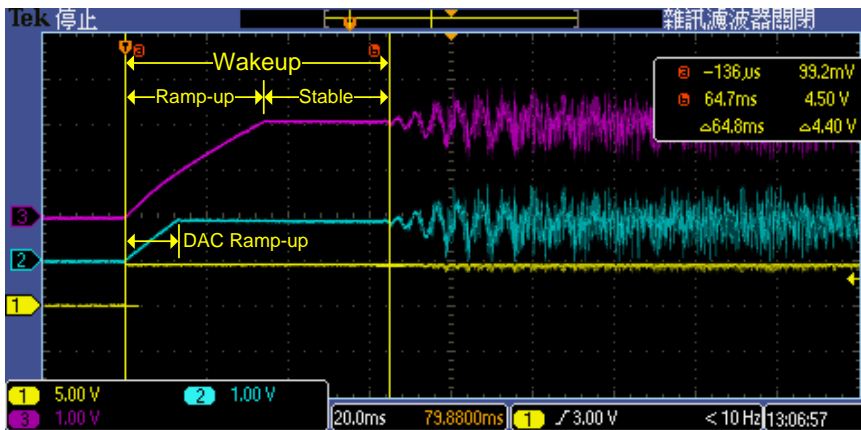 Tek 停止 雜訊濾波器關閉
T a b
Wakeup
Ramp-up Stable
a -136µs 99.2mV
b 64.7ms 4.50 V
△64.8ms △4.40 V
3
DAC Ramp-up
2
1
1 5.00 V 2 1.00 V
3 1.00 V 20.0ms 79.8800ms 1 3.00 V < 10 Hz 13:06:57